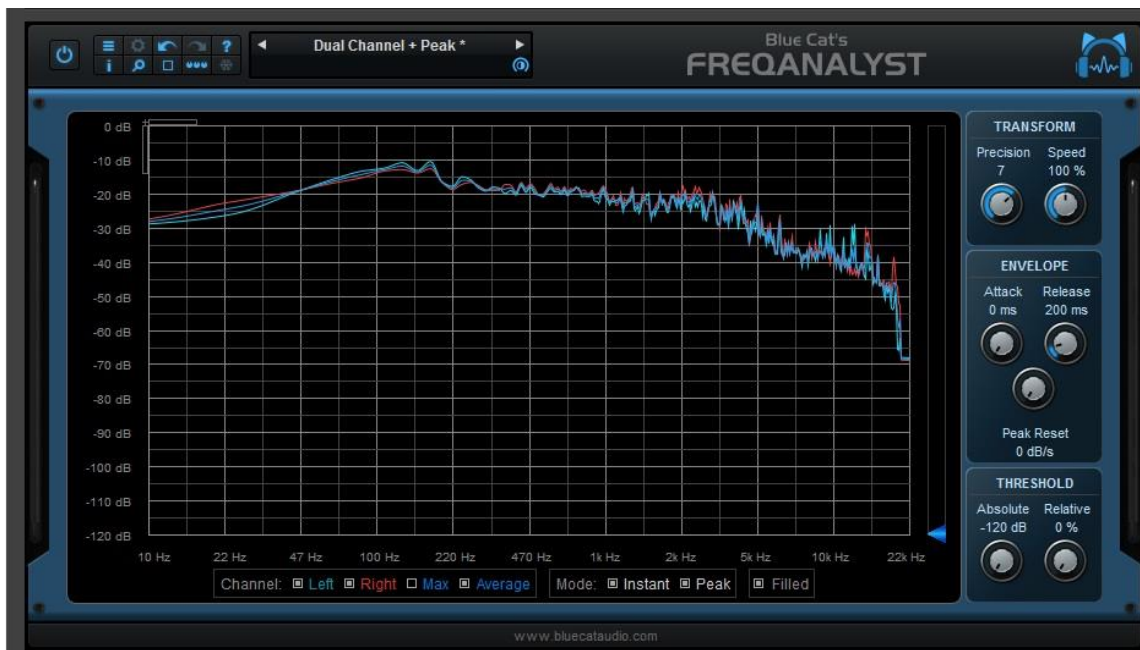 Dual Channel + Peak *
Blue Cat's
FREQANALYST
0 dB
-10 dB
-20 dB
-30 dB
-40 dB
-50 dB
-60 dB
-70 dB
-80 dB
-90 dB
-100 dB
-110 dB
-120 dB
10 Hz 22 Hz 47 Hz 100 Hz 220 Hz 470 Hz 1k Hz 2k Hz 5k Hz 10k Hz 22k Hz
Channel: Left Right Max Average Mode: Instant Peak Filled
TRANSFORM
Precision Speed
7 100 %
ENVELOPE
Attack Release
0 ms 200 ms
Peak Reset
0 dB/s
THRESHOLD
Absolute Relative
-120 dB 0 %
www.bluecataudio.com